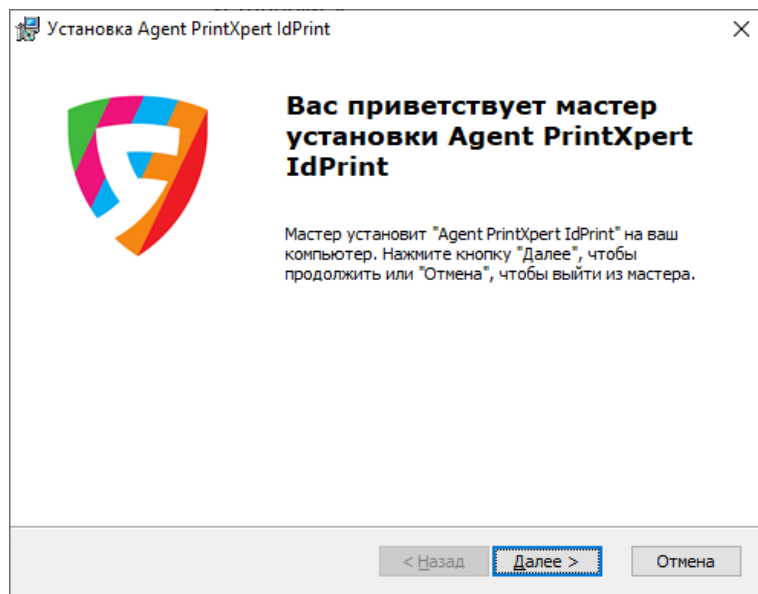 Установка Agent PrintXpert IdPrint
Вас приветствует мастер
установки Agent PrintXpert
IdPrint
Мастер установит "Agent PrintXpert IdPrint" на ваш
компьютер. Нажмите кнопку "Далее", чтобы
продолжить или "Отмена", чтобы выйти из мастера.
< Назад
Далее >
Отмена